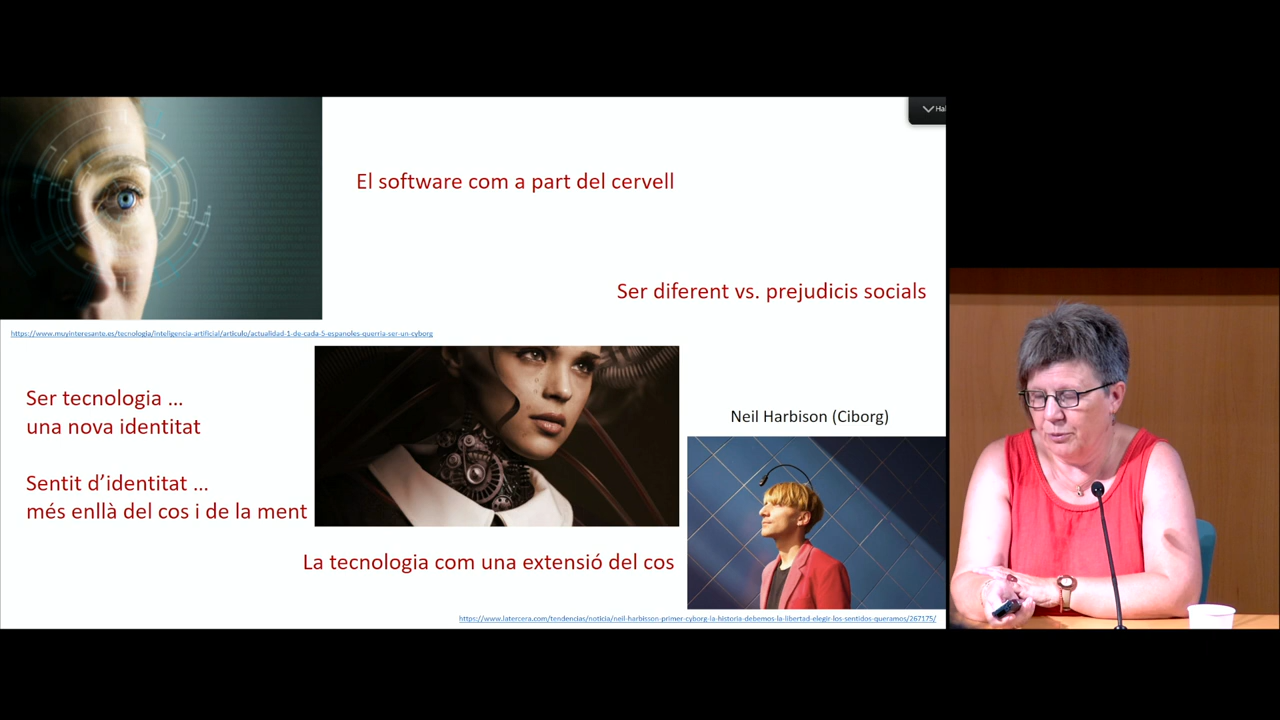 Hal
El software com a part del cervell
Ser diferent vs. prejudicis socials
https://www.muyinteresante.es/tecnologia/inteligencia-artificial/articulo/actualidad-1-de-cada-5-espanoles-querria-ser-un-cyborg
Ser tecnologia ...
una nova identitat
Sentit d’identitat ...
més enllà del cos i de la ment
Neil Harbison (Ciborg)
La tecnologia com una extensió del cos
https://www.latercera.com/tendencias/noticia/neil-harbisson-primer-cyborg-la-historia-debemos-la-libertad-elegir-los-sentidos-queramos/267175/